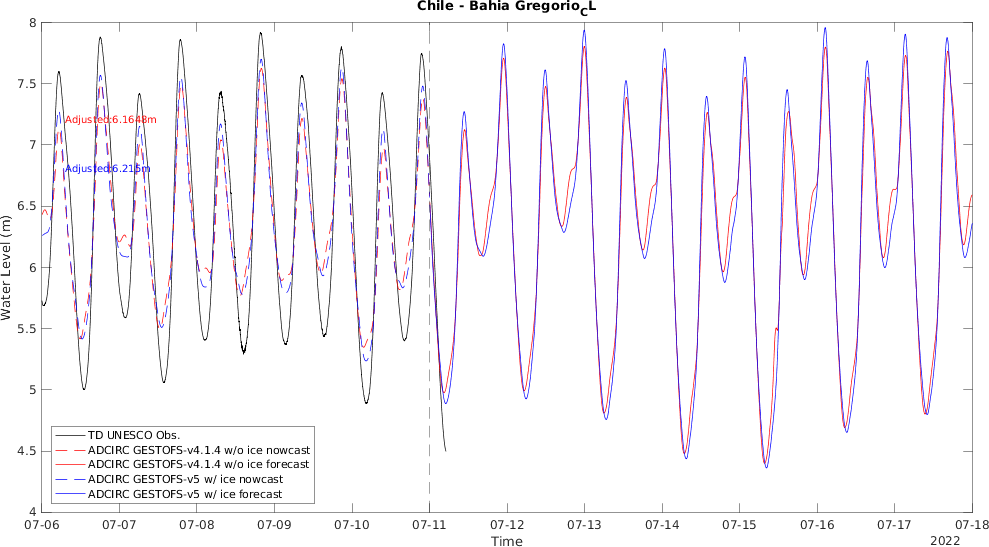 Chile - Bahia Gregorio_CL
8
7.5
7
6.5
6
5.5
5
4.5
4
Water Level (m)
Adjusted:6.1648m
Adjusted:6.215m
TD UNESCO Obs.
ADCIRC GESTOFS-v4.1.4 w/o ice nowcast
ADCIRC GESTOFS-v4.1.4 w/o ice forecast
ADCIRC GESTOFS-v5 w/ ice nowcast
ADCIRC GESTOFS-v5 w/ ice forecast
07-06 07-07 07-08 07-09 07-10 07-11 07-12 07-13 07-14 07-15 07-16 07-17 07-18
Time
2022